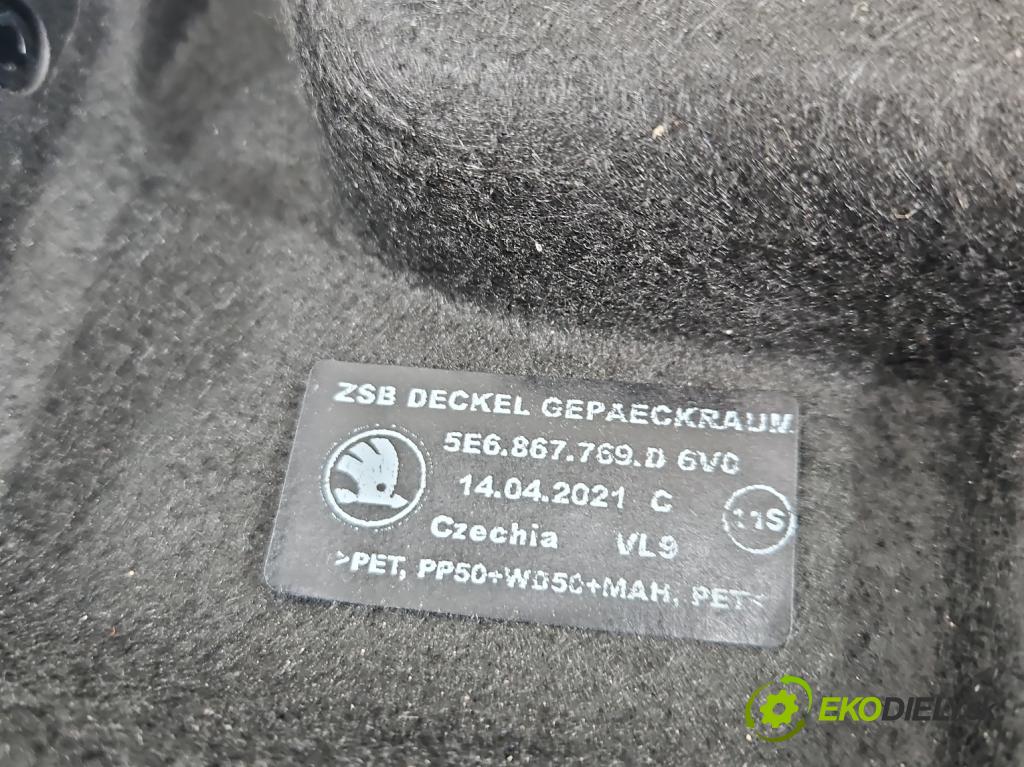 ZSB DECKEL GEPAECKRAUM
5E6.867.769.D 6V0
14.04.2021 C
11S
Czechia VL9
>PET, PP50+WD50+MAH, PET<
EKODIELY